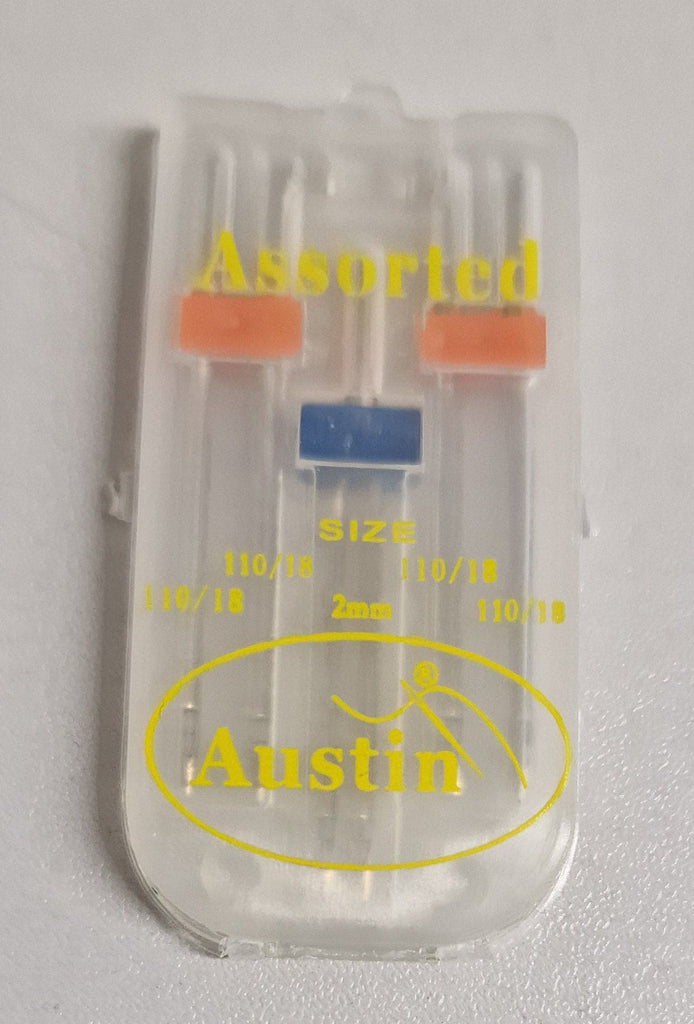 Assorted
SIZE
110/18 110/18
110/18 2mm 110/18
®
Austin